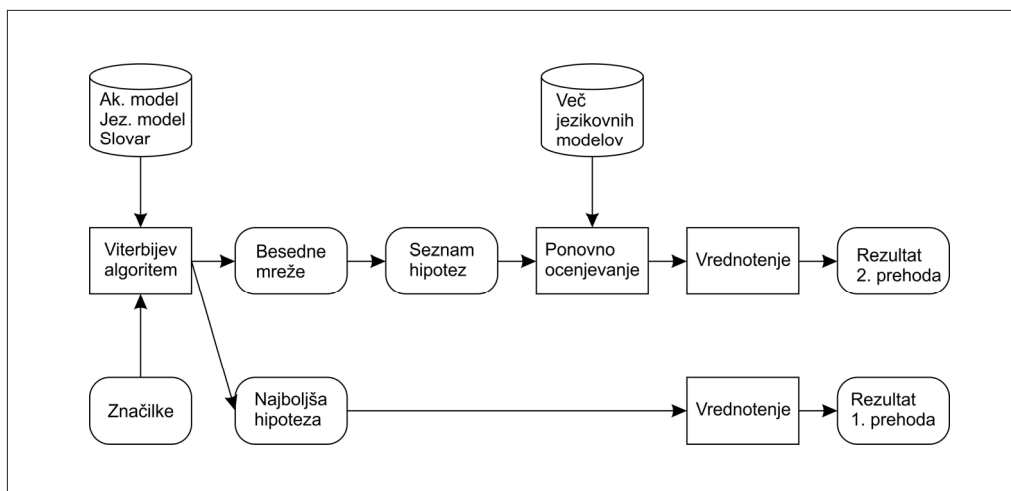 Ak. model
Jez. model
Slovar
Več
jezikovnih
modelov
Viterbijev
algoritem
Besedne
mreže
Seznam
hipotez
Ponovno
ocenjevanje
Vrednotenje
Rezultat
2. prehoda
Značilke
Najboljša
hipoteza
Vrednotenje
Rezultat
1. prehoda